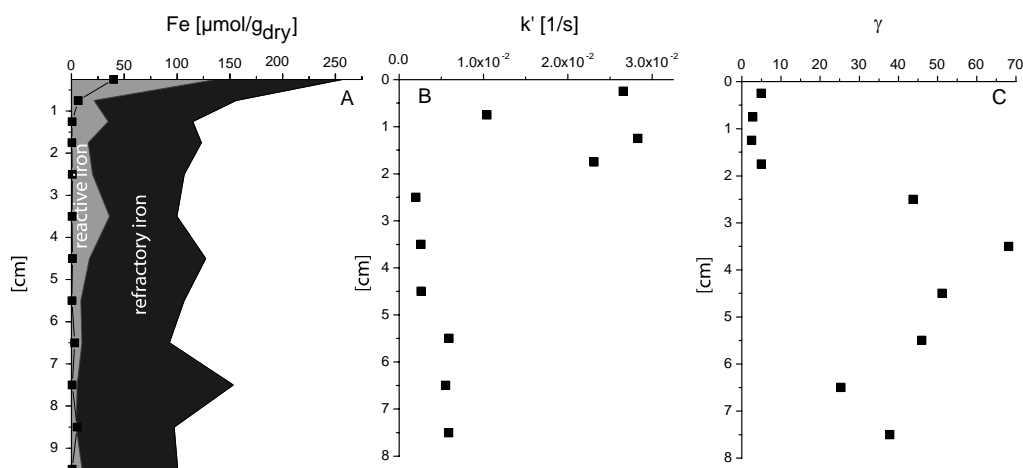 Fe [µmol/gdry]
0 50 100 150 200 250
A
1
2
3
4
5
6
7
8
9
[cm]
reactive iron
refractory iron
k' [1/s]
0.0 1.0x10-2 2.0x10-2 3.0x10-2
B
0
1
2
3
4
5
6
7
8
[cm]
γ
0 10 20 30 40 50 60 70
C
0
1
2
3
4
5
6
7
8
[cm]